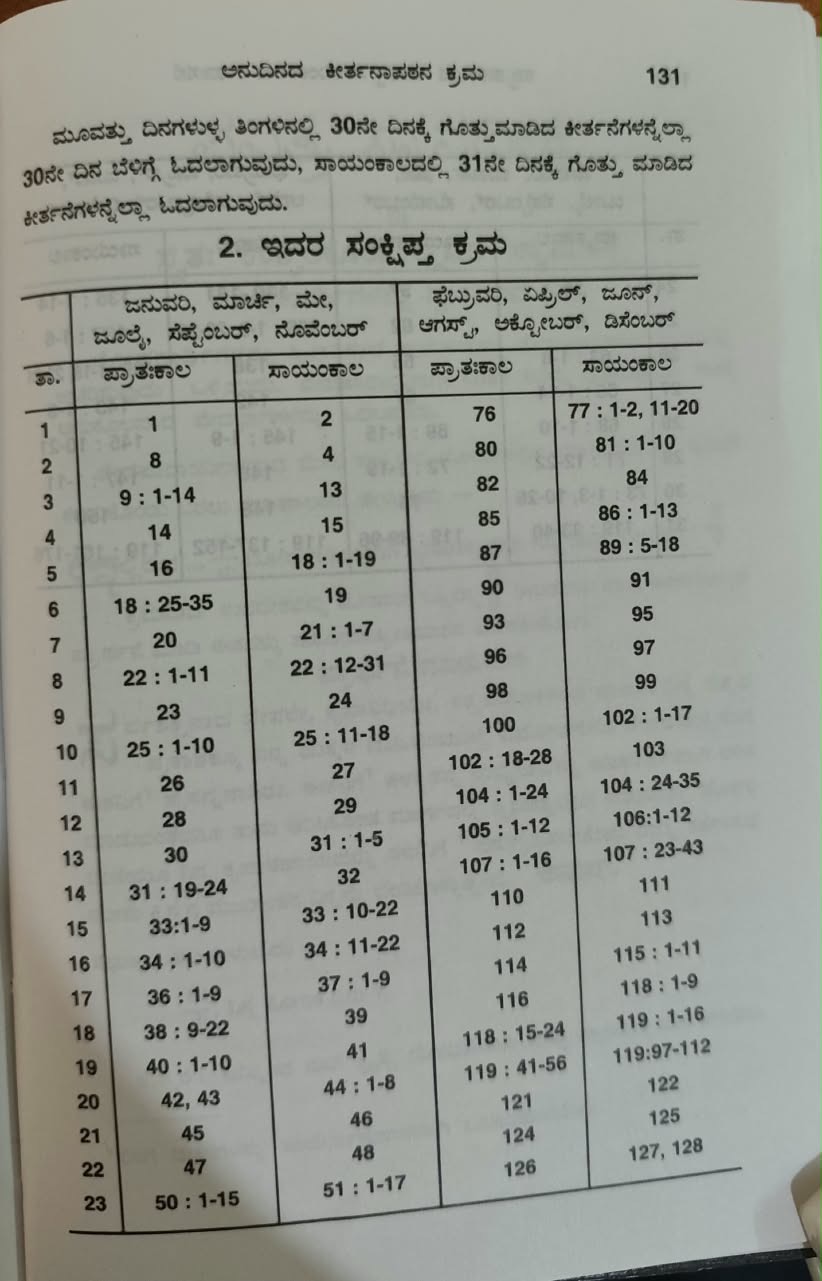 ಅನುದಿನದ ಕೀರ್ತನಾಪಠನ ಕ್ರಮ 131
ಮೂವತ್ತು ದಿನಗಳುಳ್ಳ ತಿಂಗಳಿನಲ್ಲಿ 30ನೇ ದಿನಕ್ಕೆ ಗೊತ್ತುಮಾಡಿದ ಕೀರ್ತನೆಗಳನ್ನೆಲ್ಲಾ
30ನೇ ದಿನ ಬೆಳಿಗ್ಗೆ ಓದಲಾಗುವುದು, ಸಾಯಂಕಾಲದಲ್ಲಿ 31ನೇ ದಿನಕ್ಕೆ ಗೊತ್ತು ಮಾಡಿದ
ಕೀರ್ತನೆಗಳನ್ನೆಲ್ಲಾ ಓದಲಾಗುವುದು.
2. ಇದರ ಸಂಕ್ಷಿಪ್ತ ಕ್ರಮ
ಜನುವರಿ, ಮಾರ್ಚಿ, ಮೇ, ಫೆಬ್ರುವರಿ, ಏಪ್ರಿಲ್, ಜೂನ್,
ಜೂಲೈ, ಸೆಪ್ಟೆಂಬರ್, ನೊವೆಂಬರ್ ಆಗಸ್ಟ್, ಅಕ್ಟೋಬರ್, ಡಿಸೆಂಬರ್
ತಾ. ಪ್ರಾತಃಕಾಲ ಸಾಯಂಕಾಲ ಪ್ರಾತಃಕಾಲ ಸಾಯಂಕಾಲ
1 1 2 76 77 : 1-2, 11-20
2 8 4 80 81 : 1-10
3 9 : 1-14 13 82 84
4 14 15 85 86 : 1-13
5 16 18 : 1-19 87 89 : 5-18
6 18 : 25-35 19 90 91
7 20 21 : 1-7 93 95
8 22 : 1-11 22 : 12-31 96 97
9 23 24 98 99
10 25 : 1-10 25 : 11-18 100 102 : 1-17
11 26 27 102 : 18-28 103
12 28 29 104 : 1-24 104 : 24-35
13 30 31 : 1-5 105 : 1-12 106:1-12
14 31 : 19-24 32 107 : 1-16 107 : 23-43
15 33:1-9 33 : 10-22 110 111
16 34 : 1-10 34 : 11-22 112 113
17 36 : 1-9 37 : 1-9 114 115 : 1-11
18 38 : 9-22 39 116 118 : 1-9
19 40 : 1-10 41 118 : 15-24 119 : 1-16
20 42, 43 44 : 1-8 119 : 41-56 119:97-112
21 45 46 121 122
22 47 48 124 125
23 50 : 1-15 51 : 1-17 126 127, 128